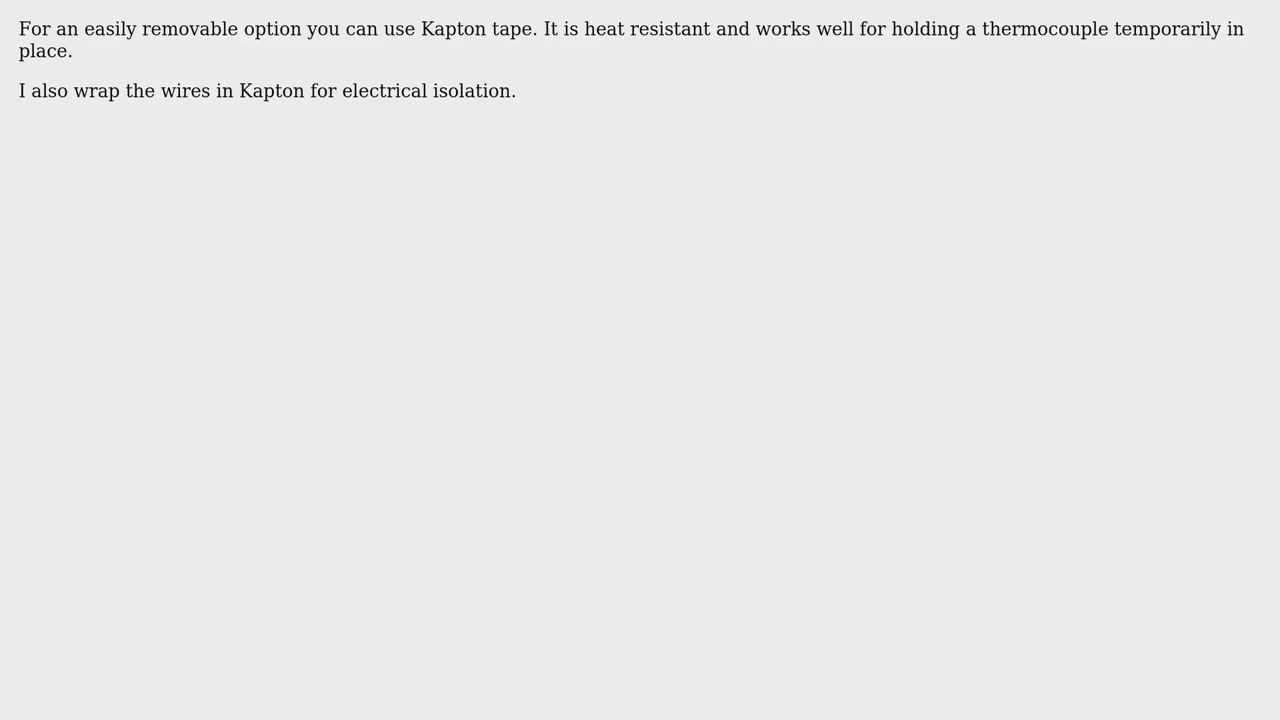 For an easily removable option you can use Kapton tape. It is heat resistant and works well for holding a thermocouple temporarily in
place.
I also wrap the wires in Kapton for electrical isolation.